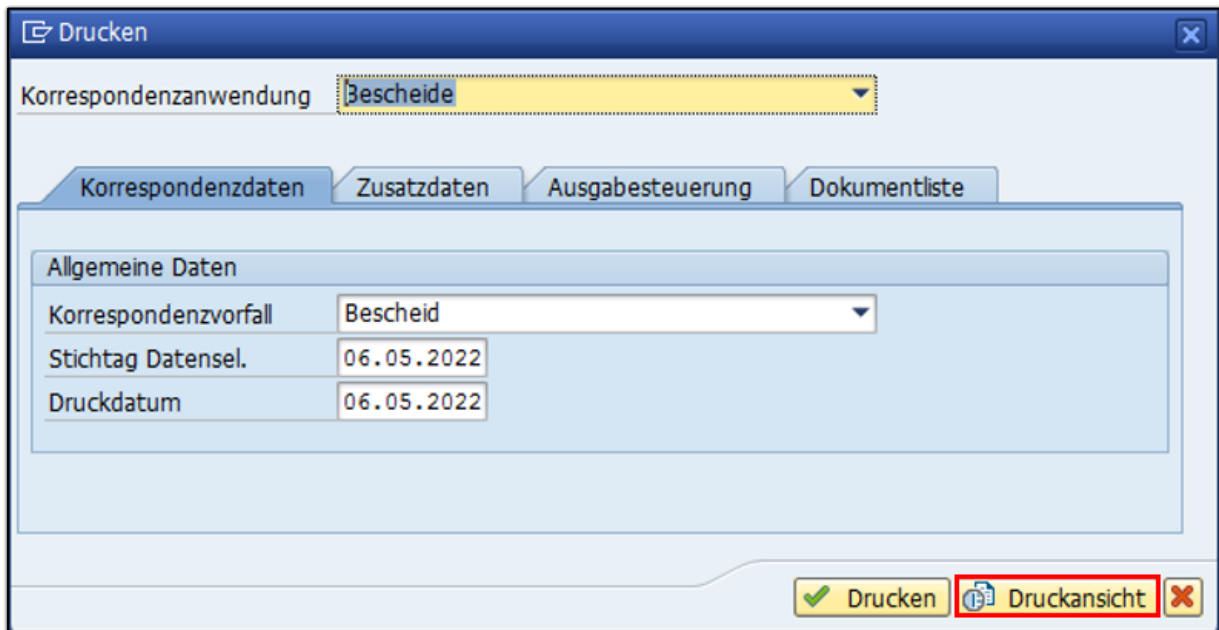 Drucken
Korrespondenzanwendung Bescheide
Korrespondenzdaten Zusatzdaten Ausgabesteuerung Dokumentliste
Allgemeine Daten
Korrespondenzvorfall Bescheid
Stichtag Datensel. 06.05.2022
Druckdatum 06.05.2022
Drucken Druckansicht